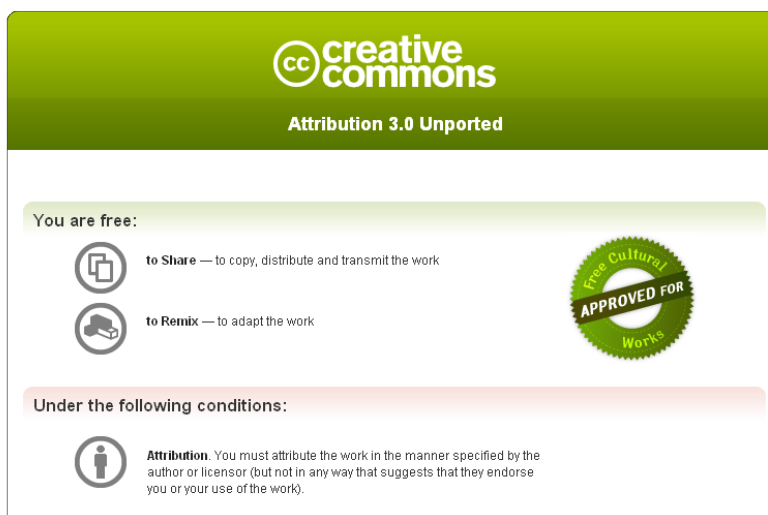 cc creative
commons
Attribution 3.0 Unported
You are free:
to Share — to copy, distribute and transmit the work
Free Cultural
APPROVED FOR
Works
to Remix — to adapt the work
Under the following conditions:
Attribution. You must attribute the work in the manner specified by the
author or licensor (but not in any way that suggests that they endorse
you or your use of the work).